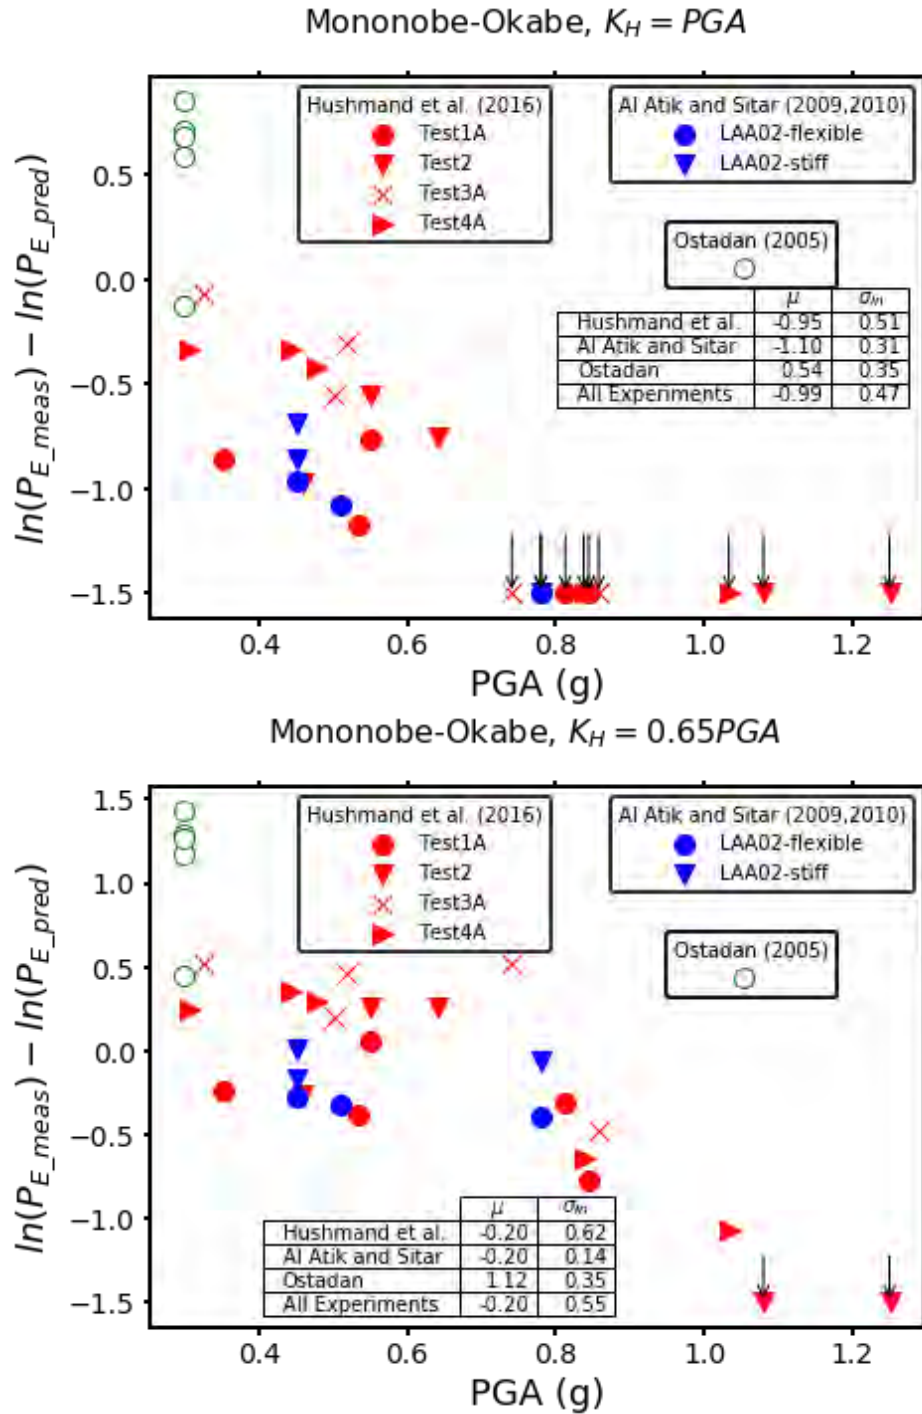 Mononobe-Okabe, K_H = PGA
Hushmand et al. (2016)
Test1A
Test2
Test3A
Test4A
Al Atik and Sitar (2009,2010)
LAA02-flexible
LAA02-stiff
Ostadan (2005)
μ σ_ln
Hushmand et al. -0.95 0.51
Al Atik and Sitar -1.10 0.31
Ostadan 0.54 0.35
All Experiments -0.99 0.47
ln(P_E_meas) − ln(P_E_pred)
0.5
0.0
−0.5
−1.0
−1.5
0.4 0.6 0.8 1.0 1.2
PGA (g)
Mononobe-Okabe, K_H = 0.65PGA
Hushmand et al. (2016)
Test1A
Test2
Test3A
Test4A
Al Atik and Sitar (2009,2010)
LAA02-flexible
LAA02-stiff
Ostadan (2005)
ln(P_E_meas) − ln(P_E_pred)
1.5
1.0
0.5
0.0
−0.5
−1.0
−1.5
μ σ_ln
Hushmand et al. -0.20 0.62
Al Atik and Sitar -0.20 0.14
Ostadan 1.12 0.35
All Experiments -0.20 0.55
0.4 0.6 0.8 1.0 1.2
PGA (g)